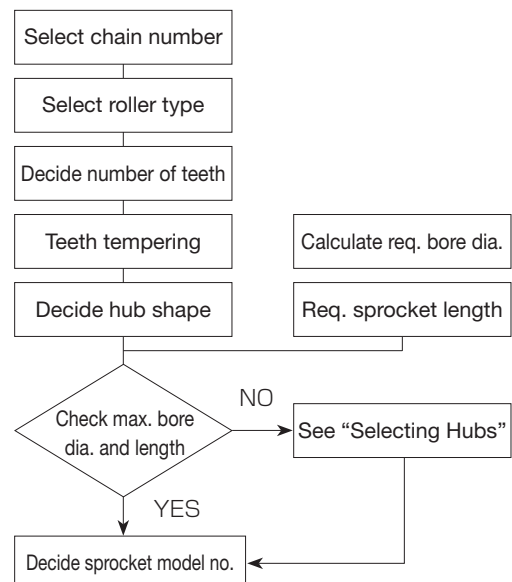 Select chain number
Select roller type
Decide number of teeth
Teeth tempering
Calculate req. bore dia.
Decide hub shape
Req. sprocket length
Check max. bore
dia. and length
NO
See “Selecting Hubs”
YES
Decide sprocket model no.